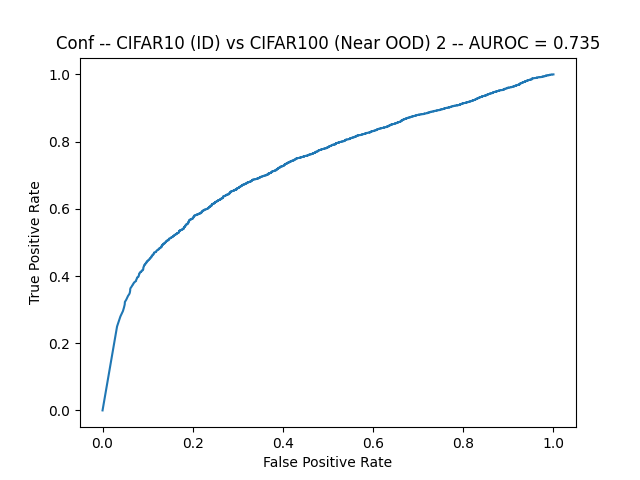 Conf -- CIFAR10 (ID) vs CIFAR100 (Near OOD) 2 -- AUROC = 0.735
1.0
0.8
0.6
0.4
0.2
0.0
True Positive Rate
0.0 0.2 0.4 0.6 0.8 1.0
False Positive Rate